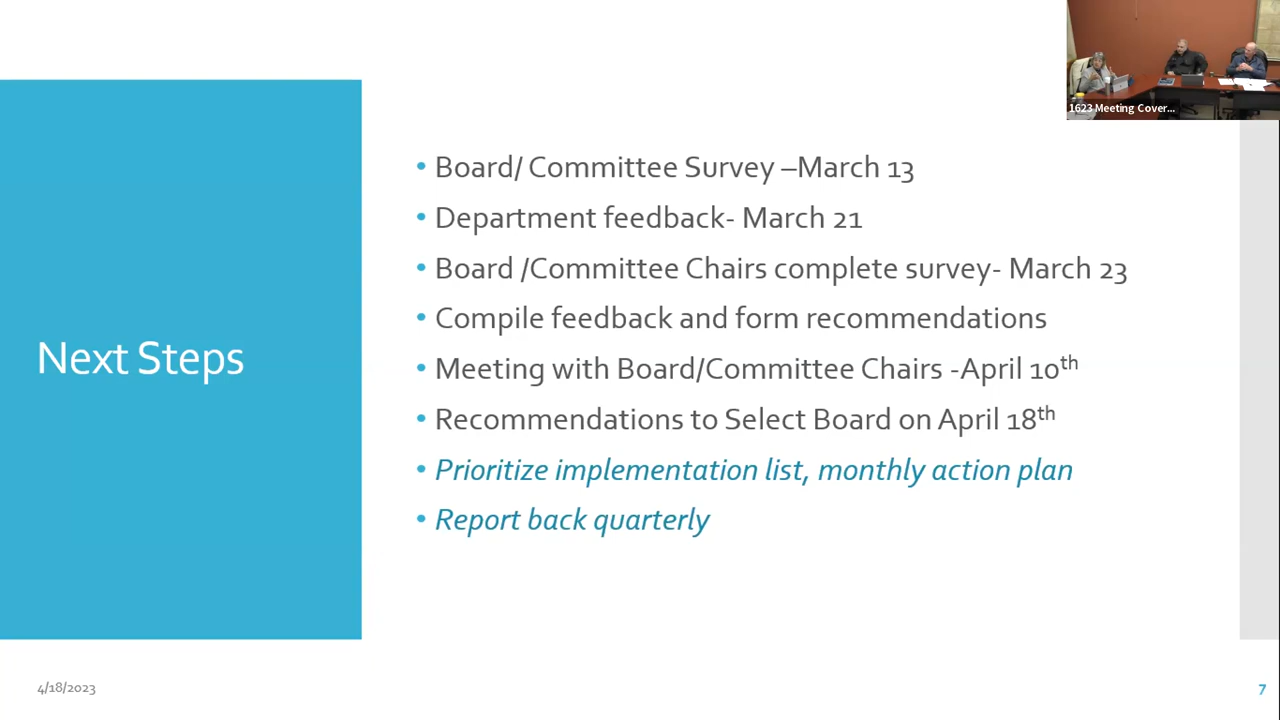 1623 Meeting Cover...
Next Steps
• Board/ Committee Survey –March 13
• Department feedback- March 21
• Board /Committee Chairs complete survey- March 23
• Compile feedback and form recommendations
• Meeting with Board/Committee Chairs -April 10th
• Recommendations to Select Board on April 18th
• Prioritize implementation list, monthly action plan
• Report back quarterly
4/18/2023
7